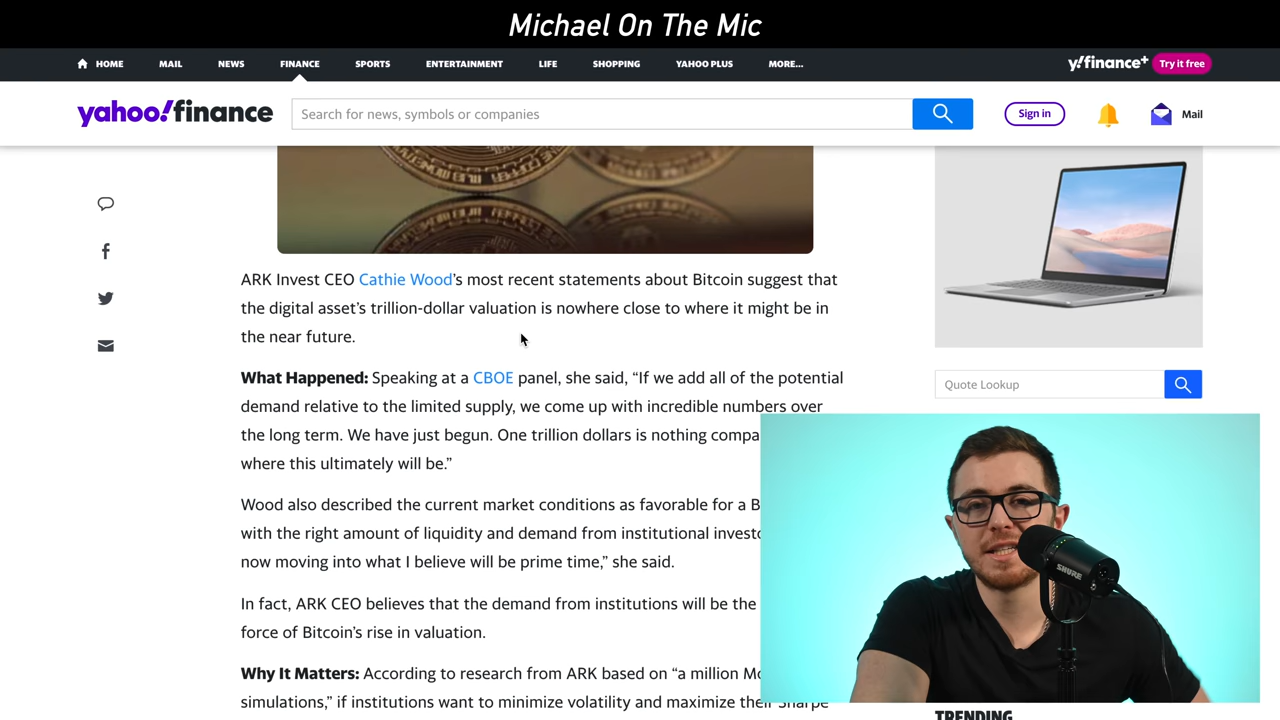 Michael On The Mic
HOME MAIL NEWS FINANCE SPORTS ENTERTAINMENT LIFE SHOPPING YAHOO PLUS MORE... y!finance+ Try it free
yahoo!finance Search for news, symbols or companies Sign in Mail
ARK Invest CEO Cathie Wood’s most recent statements about Bitcoin suggest that
the digital asset’s trillion-dollar valuation is nowhere close to where it might be in
the near future.
What Happened: Speaking at a CBOE panel, she said, “If we add all of the potential
demand relative to the limited supply, we come up with incredible numbers over
the long term. We have just begun. One trillion dollars is nothing compa
where this ultimately will be.”
Wood also described the current market conditions as favorable for a B
with the right amount of liquidity and demand from institutional investo
now moving into what I believe will be prime time,” she said.
In fact, ARK CEO believes that the demand from institutions will be the
force of Bitcoin’s rise in valuation.
Why It Matters: According to research from ARK based on “a million Mo
simulations,” if institutions want to minimize volatility and maximize their Sharpe
Quote Lookup
SHURE
TRENDING